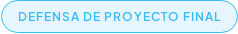 DEFENSA DE PROYECTO FINAL